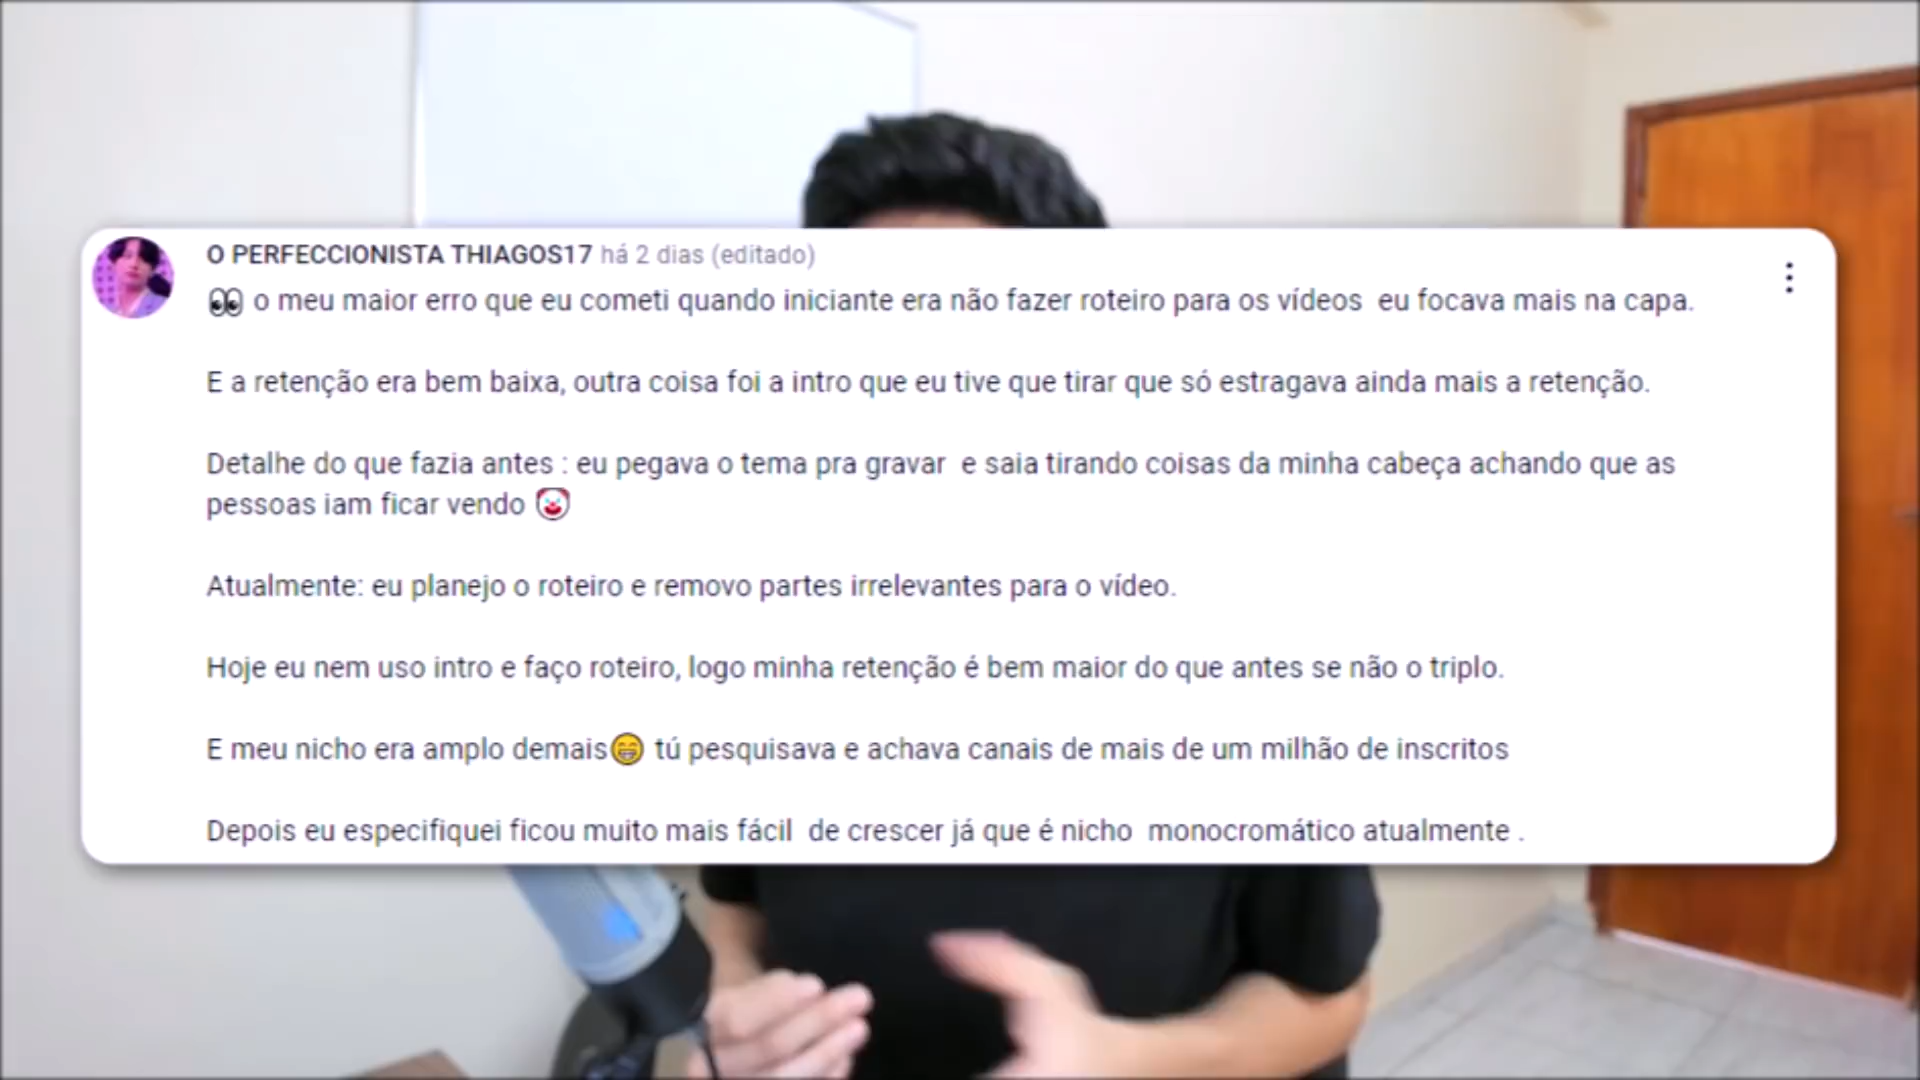 O PERFECCIONISTA THIAGOS17 há 2 dias (editado)
👀 o meu maior erro que eu cometi quando iniciante era não fazer roteiro para os vídeos  eu focava mais na capa.
E a retenção era bem baixa, outra coisa foi a intro que eu tive que tirar que só estragava ainda mais a retenção.
Detalhe do que fazia antes : eu pegava o tema pra gravar  e saia tirando coisas da minha cabeça achando que as
pessoas iam ficar vendo 🤡
Atualmente: eu planejo o roteiro e removo partes irrelevantes para o vídeo.
Hoje eu nem uso intro e faço roteiro, logo minha retenção é bem maior do que antes se não o triplo.
E meu nicho era amplo demais😁 tú pesquisava e achava canais de mais de um milhão de inscritos
Depois eu especifiquei ficou muito mais fácil  de crescer já que é nicho  monocromático atualmente .